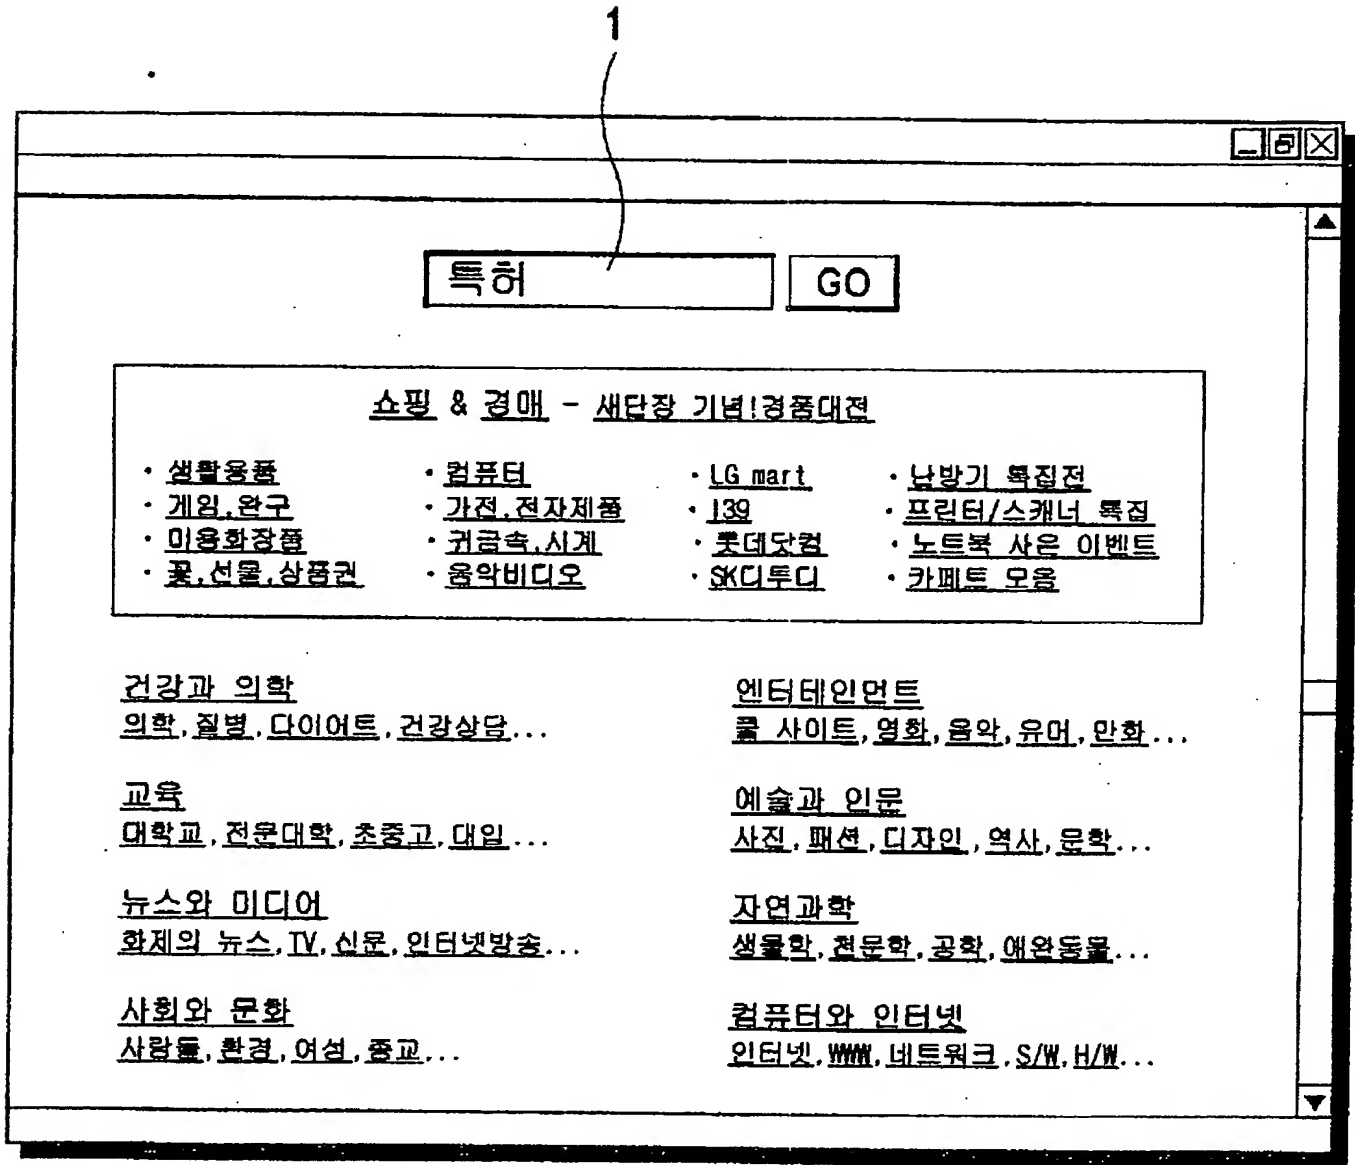 1
특허 GO
쇼핑 & 경매 - 새단장 기념!경품대전
· 생활용품 · 컴퓨터 · LG mart · 난방기 특집전
· 게임,완구 · 가전,전자제품 · I39 · 프린터/스캐너 특집
· 미용화장품 · 귀금속,시계 · 롯데닷컴 · 노트북 사은 이벤트
· 꽃,선물,상품권 · 음악비디오 · SK디투디 · 카페트 모음
건강과 의학 엔터테인먼트
의학,질병,다이어트,건강상담... 쿨 사이트,영화,음악,유머,만화...
교육 예술과 인문
대학교,전문대학,초중고,대입... 사진,패션,디자인,역사,문학...
뉴스와 미디어 자연과학
화제의 뉴스,TV,신문,인터넷방송... 생물학,천문학,공학,애완동물...
사회와 문화 컴퓨터와 인터넷
사람들,환경,여성,종교... 인터넷,WWW,네트워크,S/W,H/W...